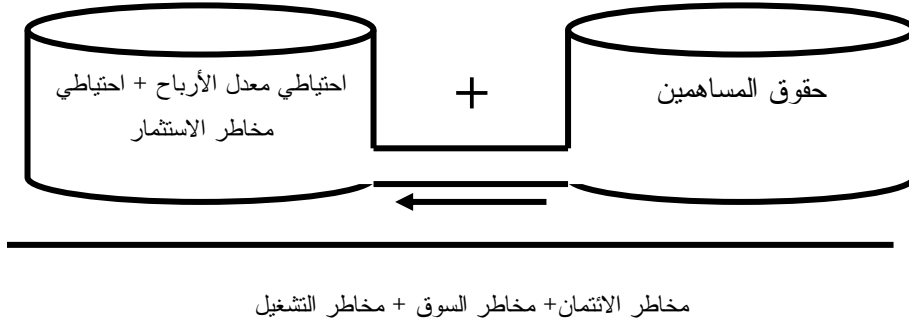 حقوق المساهمين
+
احتياطي معدل الأرباح + احتياطي
مخاطر الاستثمار
مخاطر الائتمان+ مخاطر السوق + مخاطر التشغيل